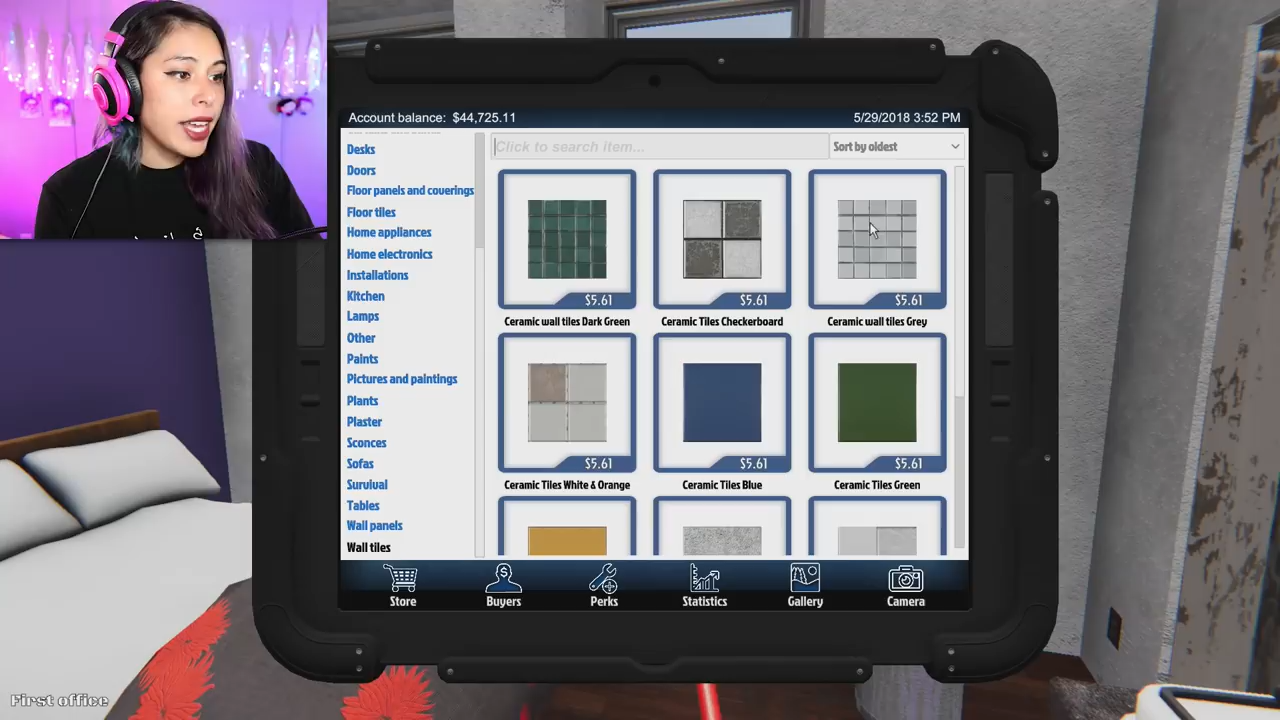 Account balance: $44,725.11
5/29/2018 3:52 PM
Desks
Doors
Floor panels and coverings
Floor tiles
Home appliances
Home electronics
Installations
Kitchen
Lamps
Other
Paints
Pictures and paintings
Plants
Plaster
Sconces
Sofas
Survival
Tables
Wall panels
Wall tiles
Click to search item...
Sort by oldest
$5.61
$5.61
$5.61
Ceramic wall tiles Dark Green
Ceramic Tiles Checkerboard
Ceramic wall tiles Grey
$5.61
$5.61
$5.61
Ceramic Tiles White & Orange
Ceramic Tiles Blue
Ceramic Tiles Green
Store
Buyers
Perks
Statistics
Gallery
Camera
First office